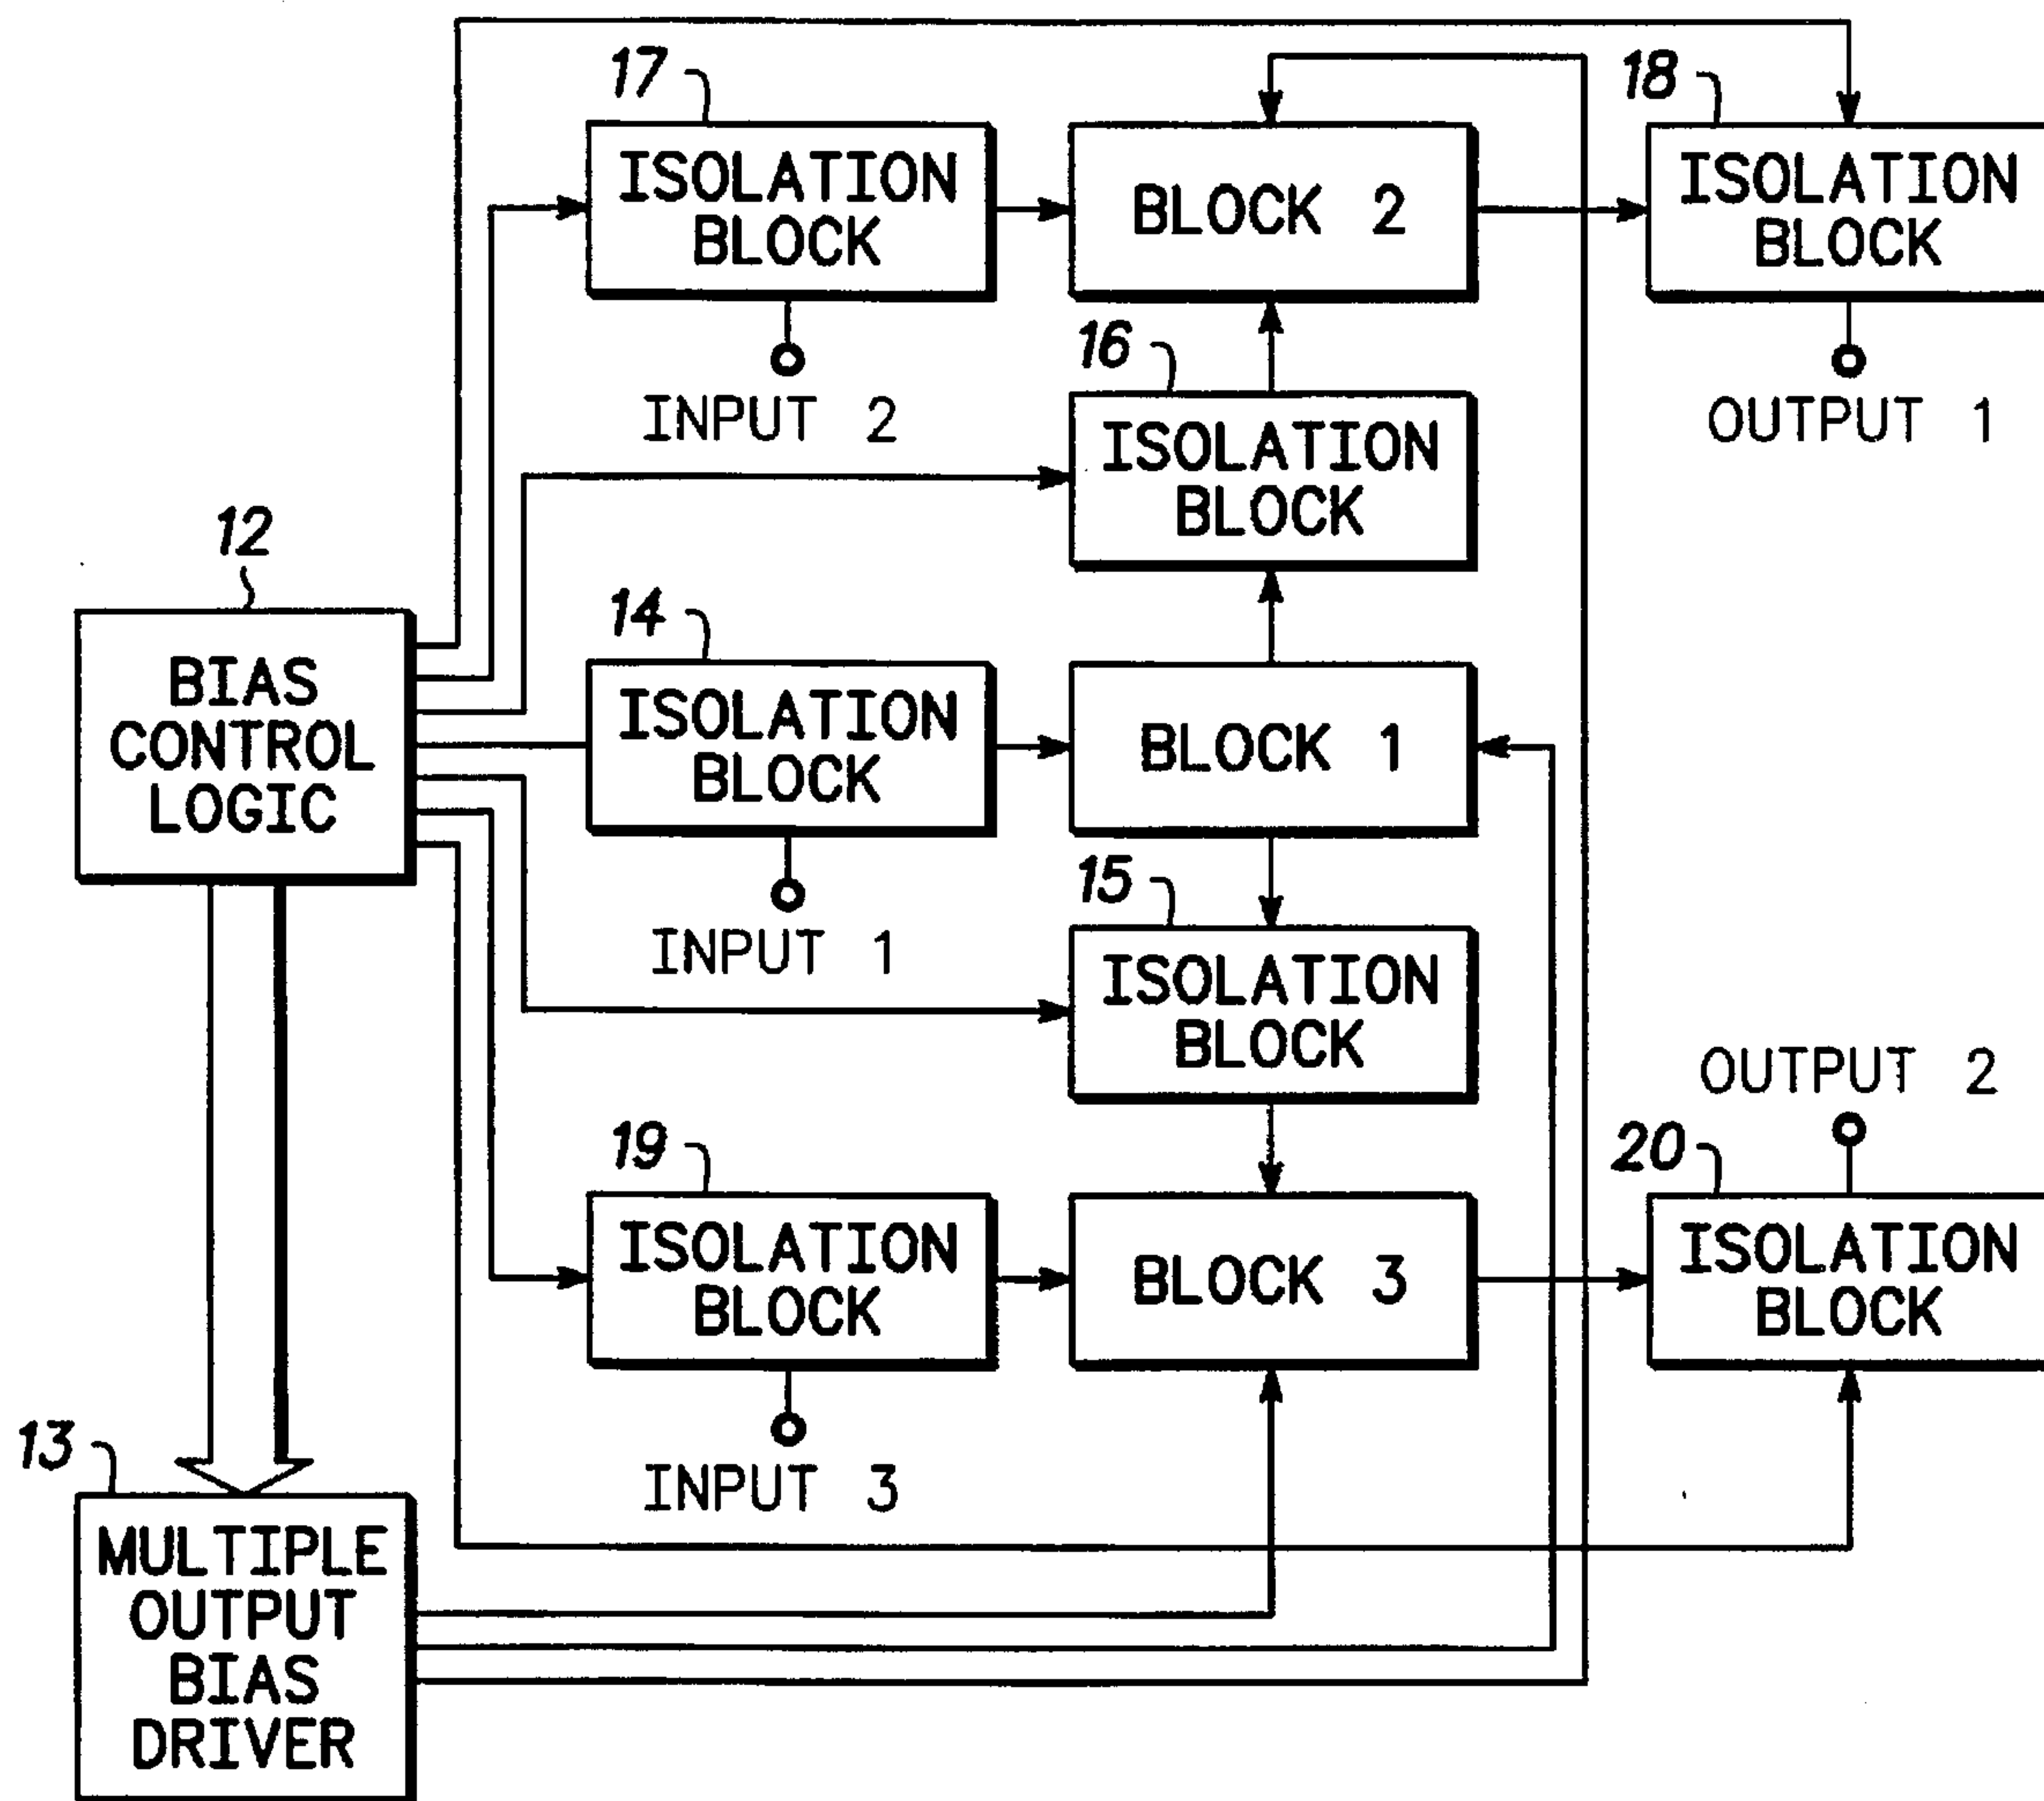 17
18
ISOLATION
BLOCK
BLOCK 2
ISOLATION
BLOCK
16
INPUT 2
OUTPUT 1
ISOLATION
BLOCK
12
14
BIAS
CONTROL
LOGIC
ISOLATION
BLOCK
BLOCK 1
15
INPUT 1
ISOLATION
BLOCK
OUTPUT 2
19
20
ISOLATION
BLOCK
BLOCK 3
ISOLATION
BLOCK
13
INPUT 3
MULTIPLE
OUTPUT
BIAS
DRIVER